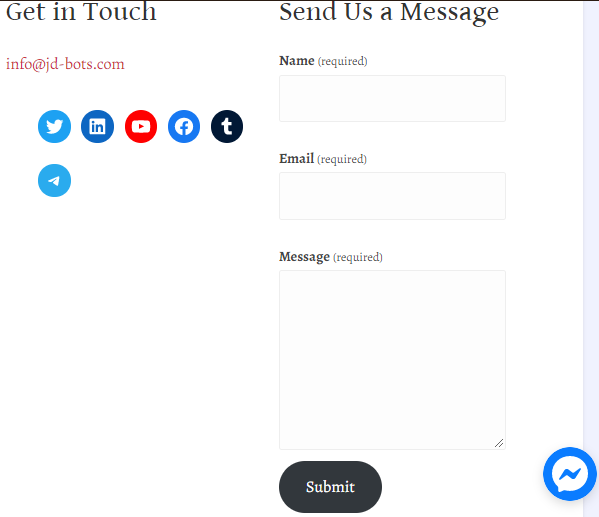 Get in Touch
info@jd-bots.com
Send Us a Message
Name (required)
Email (required)
Message (required)
Submit